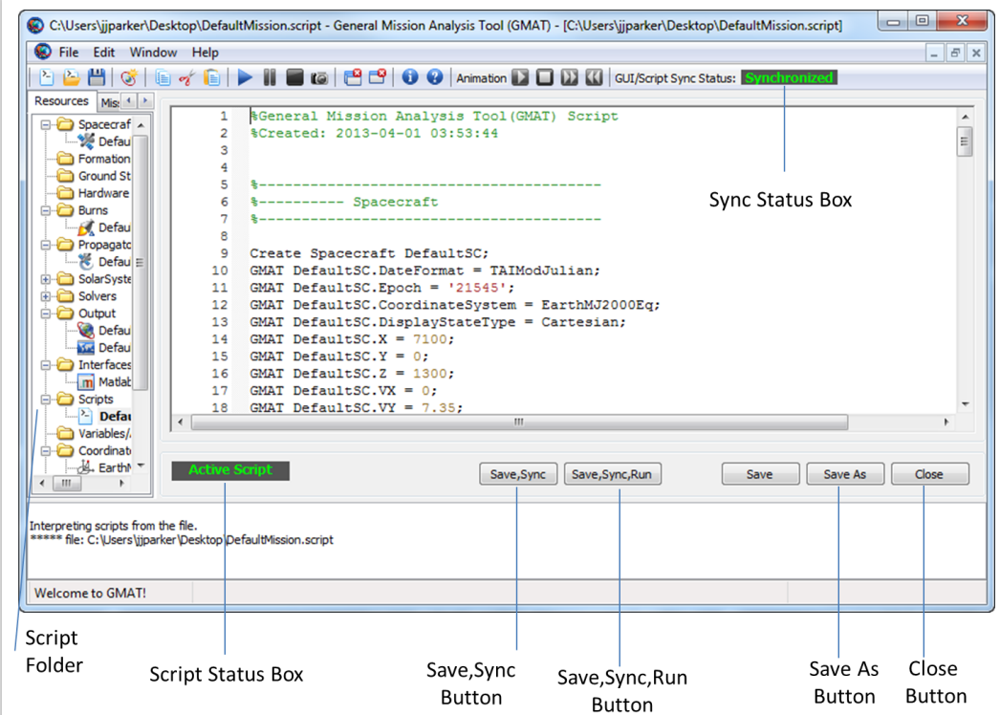 C:\Users\jjparker\Desktop\DefaultMission.script - General Mission Analysis Tool (GMAT) - [C:\Users\jjparker\Desktop\DefaultMission.script]
File Edit Window Help
Animation GUI/Script Sync Status: Synchronized
Resources Mis:
Spacecraf
Defau
Formation
Ground St
Hardware
Burns
Defau
Propagato
Defau
SolarSyste
Solvers
Output
Defau
Defau
Interfaces
Matlab
Scripts
Defau
Variables/
Coordinate
EarthM
1 %General Mission Analysis Tool(GMAT) Script
2 %Created: 2013-04-01 03:53:44
3
4
5 %-----------------------------------------
6 %---------- Spacecraft
7 %-----------------------------------------
8
9 Create Spacecraft DefaultSC;
10 GMAT DefaultSC.DateFormat = TAIModJulian;
11 GMAT DefaultSC.Epoch = '21545';
12 GMAT DefaultSC.CoordinateSystem = EarthMJ2000Eq;
13 GMAT DefaultSC.DisplayStateType = Cartesian;
14 GMAT DefaultSC.X = 7100;
15 GMAT DefaultSC.Y = 0;
16 GMAT DefaultSC.Z = 1300;
17 GMAT DefaultSC.VX = 0;
18 GMAT DefaultSC.VY = 7.35;
Sync Status Box
Active Script
Save,Sync
Save,Sync,Run
Save
Save As
Close
Interpreting scripts from the file.
***** file: C:\Users\jjparker\Desktop\DefaultMission.script
Welcome to GMAT!
Script
Folder
Script Status Box
Save,Sync
Button
Save,Sync,Run
Button
Save As
Button
Close
Button